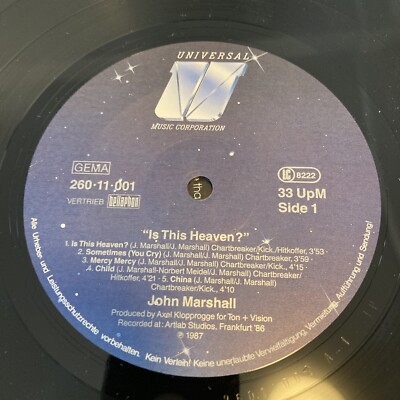 UNIVERSAL
MUSIC CORPORATION
GEMA
260-11-001
VERTRIEB bellaphon
LC 8222
33 UpM
Side 1
"Is This Heaven?"
1. Is This Heaven? (J. Marshall/J. Marshall) Chartbreaker/Kick./Hitkoffer, 3'53 ·
2. Sometimes (You Cry) (J. Marshall/J. Marshall) Chartbreaker, 3'59 ·
3. Mercy Mercy (J. Marshall/J. Marshall) Chartbreaker/Kick., 4'15 ·
4. Child (J. Marshall-Norbert Meidel/J. Marshall) Chartbreaker/
Hitkoffer, 4'21 · 5. China (J. Marshall/J. Marshall)
Chartbreaker/Kick., 4'10
John Marshall
Produced by Axel Klopprogge for Ton + Vision
Recorded at: Artlab Studios, Frankfurt '86
℗ 1987
Alle Urheber und Leistungsschutzrechte vorbehalten. Kein Verleih! Keine unerlaubte Vervielfältigung, Vermietung, Aufführung und Sendung!